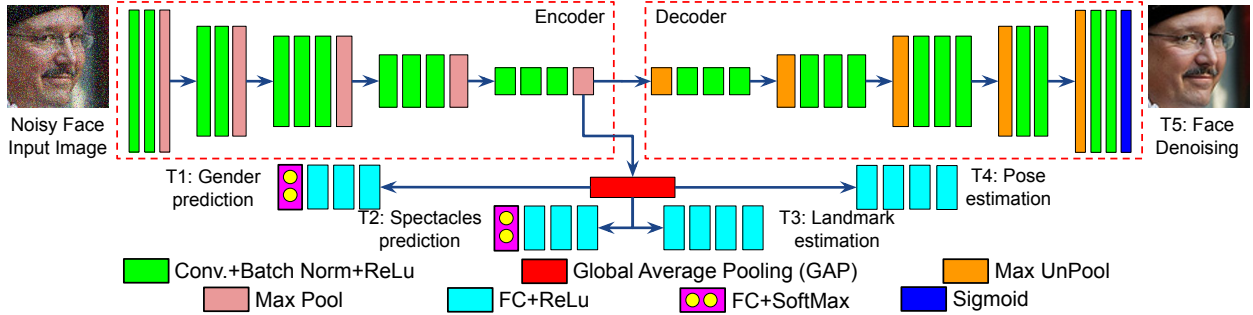 Encoder
Decoder
Noisy Face
Input Image
T5: Face
Denoising
T1: Gender
prediction
T4: Pose
estimation
T2: Spectacles
prediction
T3: Landmark
estimation
Conv.+Batch Norm+ReLu
Global Average Pooling (GAP)
Max UnPool
Max Pool
FC+ReLu
FC+SoftMax
Sigmoid